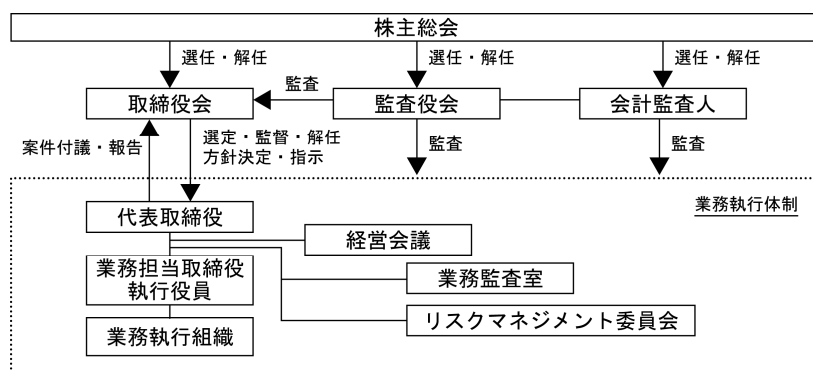 株主総会
選任・解任
選任・解任
選任・解任
取締役会
監査
監査役会
会計監査人
案件付議・報告
選定・監督・解任
方針決定・指示
監査
監査
業務執行体制
代表取締役
経営会議
業務担当取締役
執行役員
業務監査室
業務執行組織
リスクマネジメント委員会